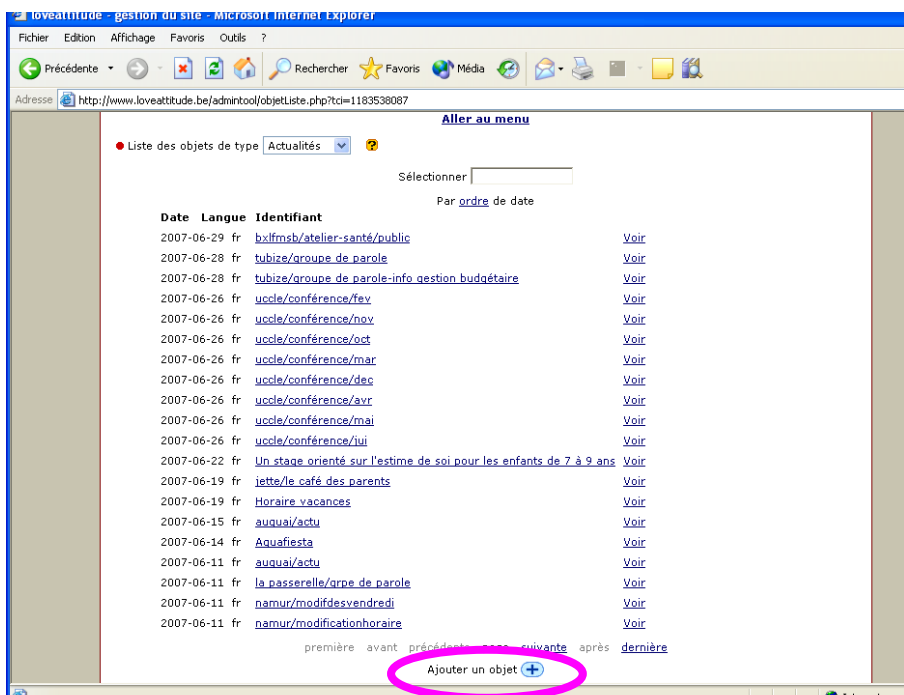 loveattitude - gestion du site - Microsoft Internet Explorer
Fichier Edition Affichage Favoris Outils ?
Précédente Rechercher Favoris Média
Adresse http://www.loveattitude.be/admintool/objetListe.php?tci=1183538087
Aller au menu
Liste des objets de type Actualités ?
Sélectionner
Par ordre de date
Date Langue Identifiant
2007-06-29 fr bxlfmsb/atelier-santé/public Voir
2007-06-28 fr tubize/groupe de parole Voir
2007-06-28 fr tubize/groupe de parole-info gestion budgétaire Voir
2007-06-26 fr uccle/conférence/fev Voir
2007-06-26 fr uccle/conférence/nov Voir
2007-06-26 fr uccle/conférence/oct Voir
2007-06-26 fr uccle/conférence/mar Voir
2007-06-26 fr uccle/conférence/dec Voir
2007-06-26 fr uccle/conférence/avr Voir
2007-06-26 fr uccle/conférence/mai Voir
2007-06-26 fr uccle/conférence/jui Voir
2007-06-22 fr Un stage orienté sur l'estime de soi pour les enfants de 7 à 9 ans Voir
2007-06-19 fr jette/le café des parents Voir
2007-06-19 fr Horaire vacances Voir
2007-06-15 fr auquai/actu Voir
2007-06-14 fr Aquafiesta Voir
2007-06-11 fr auquai/actu Voir
2007-06-11 fr la passerelle/grpe de parole Voir
2007-06-11 fr namur/modifdesvendredi Voir
2007-06-11 fr namur/modificationhoraire Voir
première avant précédente page suivante après dernière
Ajouter un objet